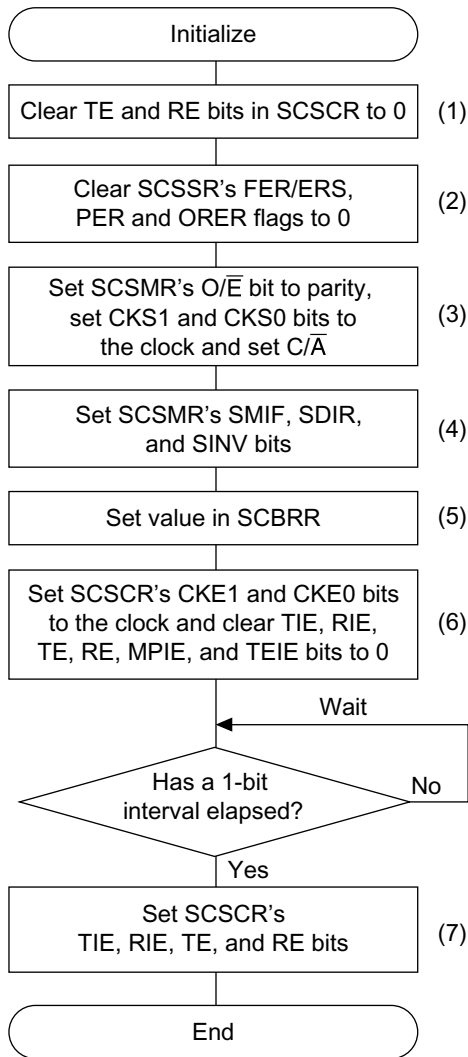 Initialize
Clear TE and RE bits in SCSCR to 0
(1)
Clear SCSSR's FER/ERS,
PER and ORER flags to 0
(2)
Set SCSMR's O/E̅ bit to parity,
set CKS1 and CKS0 bits to
the clock and set C/A̅
(3)
Set SCSMR's SMIF, SDIR,
and SINV bits
(4)
Set value in SCBRR
(5)
Set SCSCR's CKE1 and CKE0 bits
to the clock and clear TIE, RIE,
TE, RE, MPIE, and TEIE bits to 0
(6)
Wait
Has a 1-bit
interval elapsed?
No
Yes
Set SCSCR's
TIE, RIE, TE, and RE bits
(7)
End